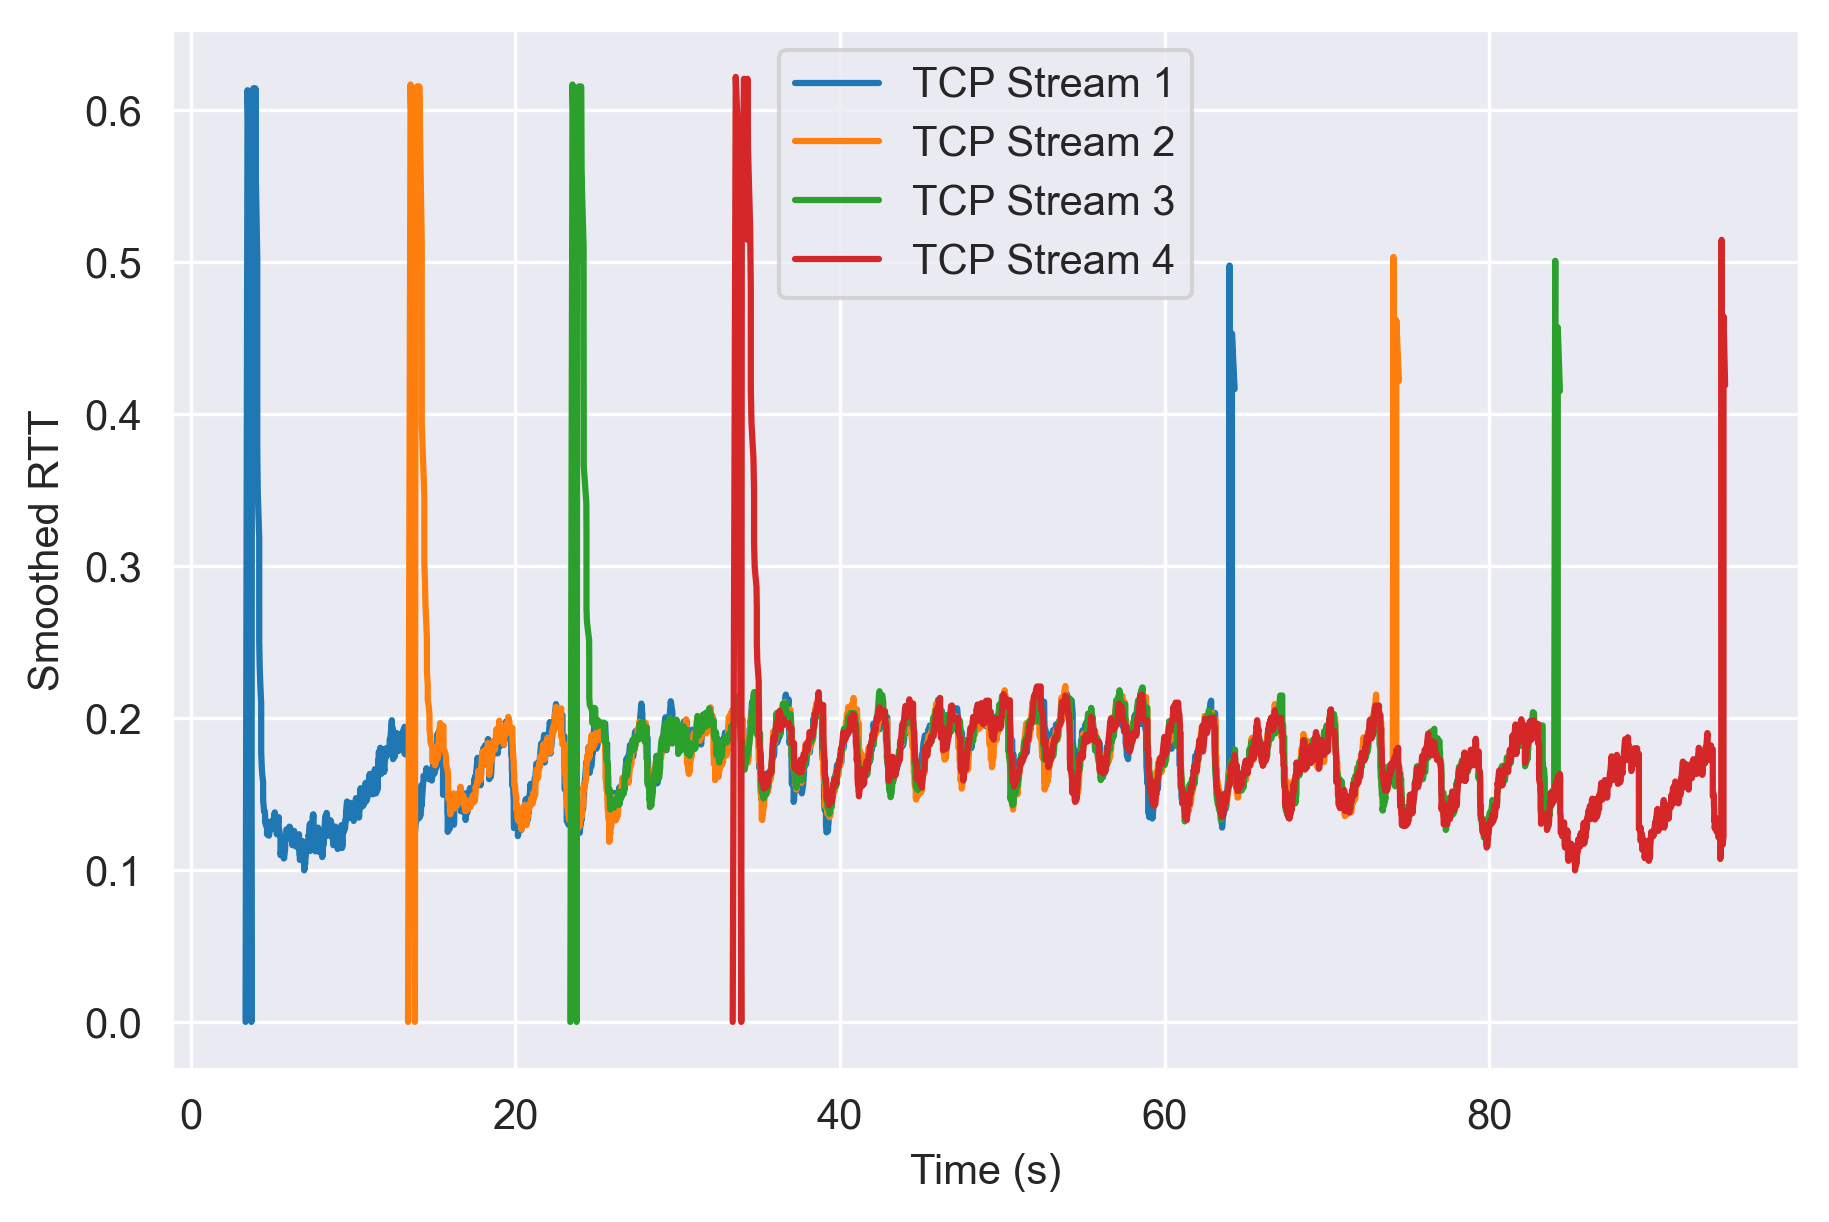 TCP Stream 1
TCP Stream 2
TCP Stream 3
TCP Stream 4
Smoothed RTT
0.6
0.5
0.4
0.3
0.2
0.1
0.0
0 20 40 60 80
Time (s)